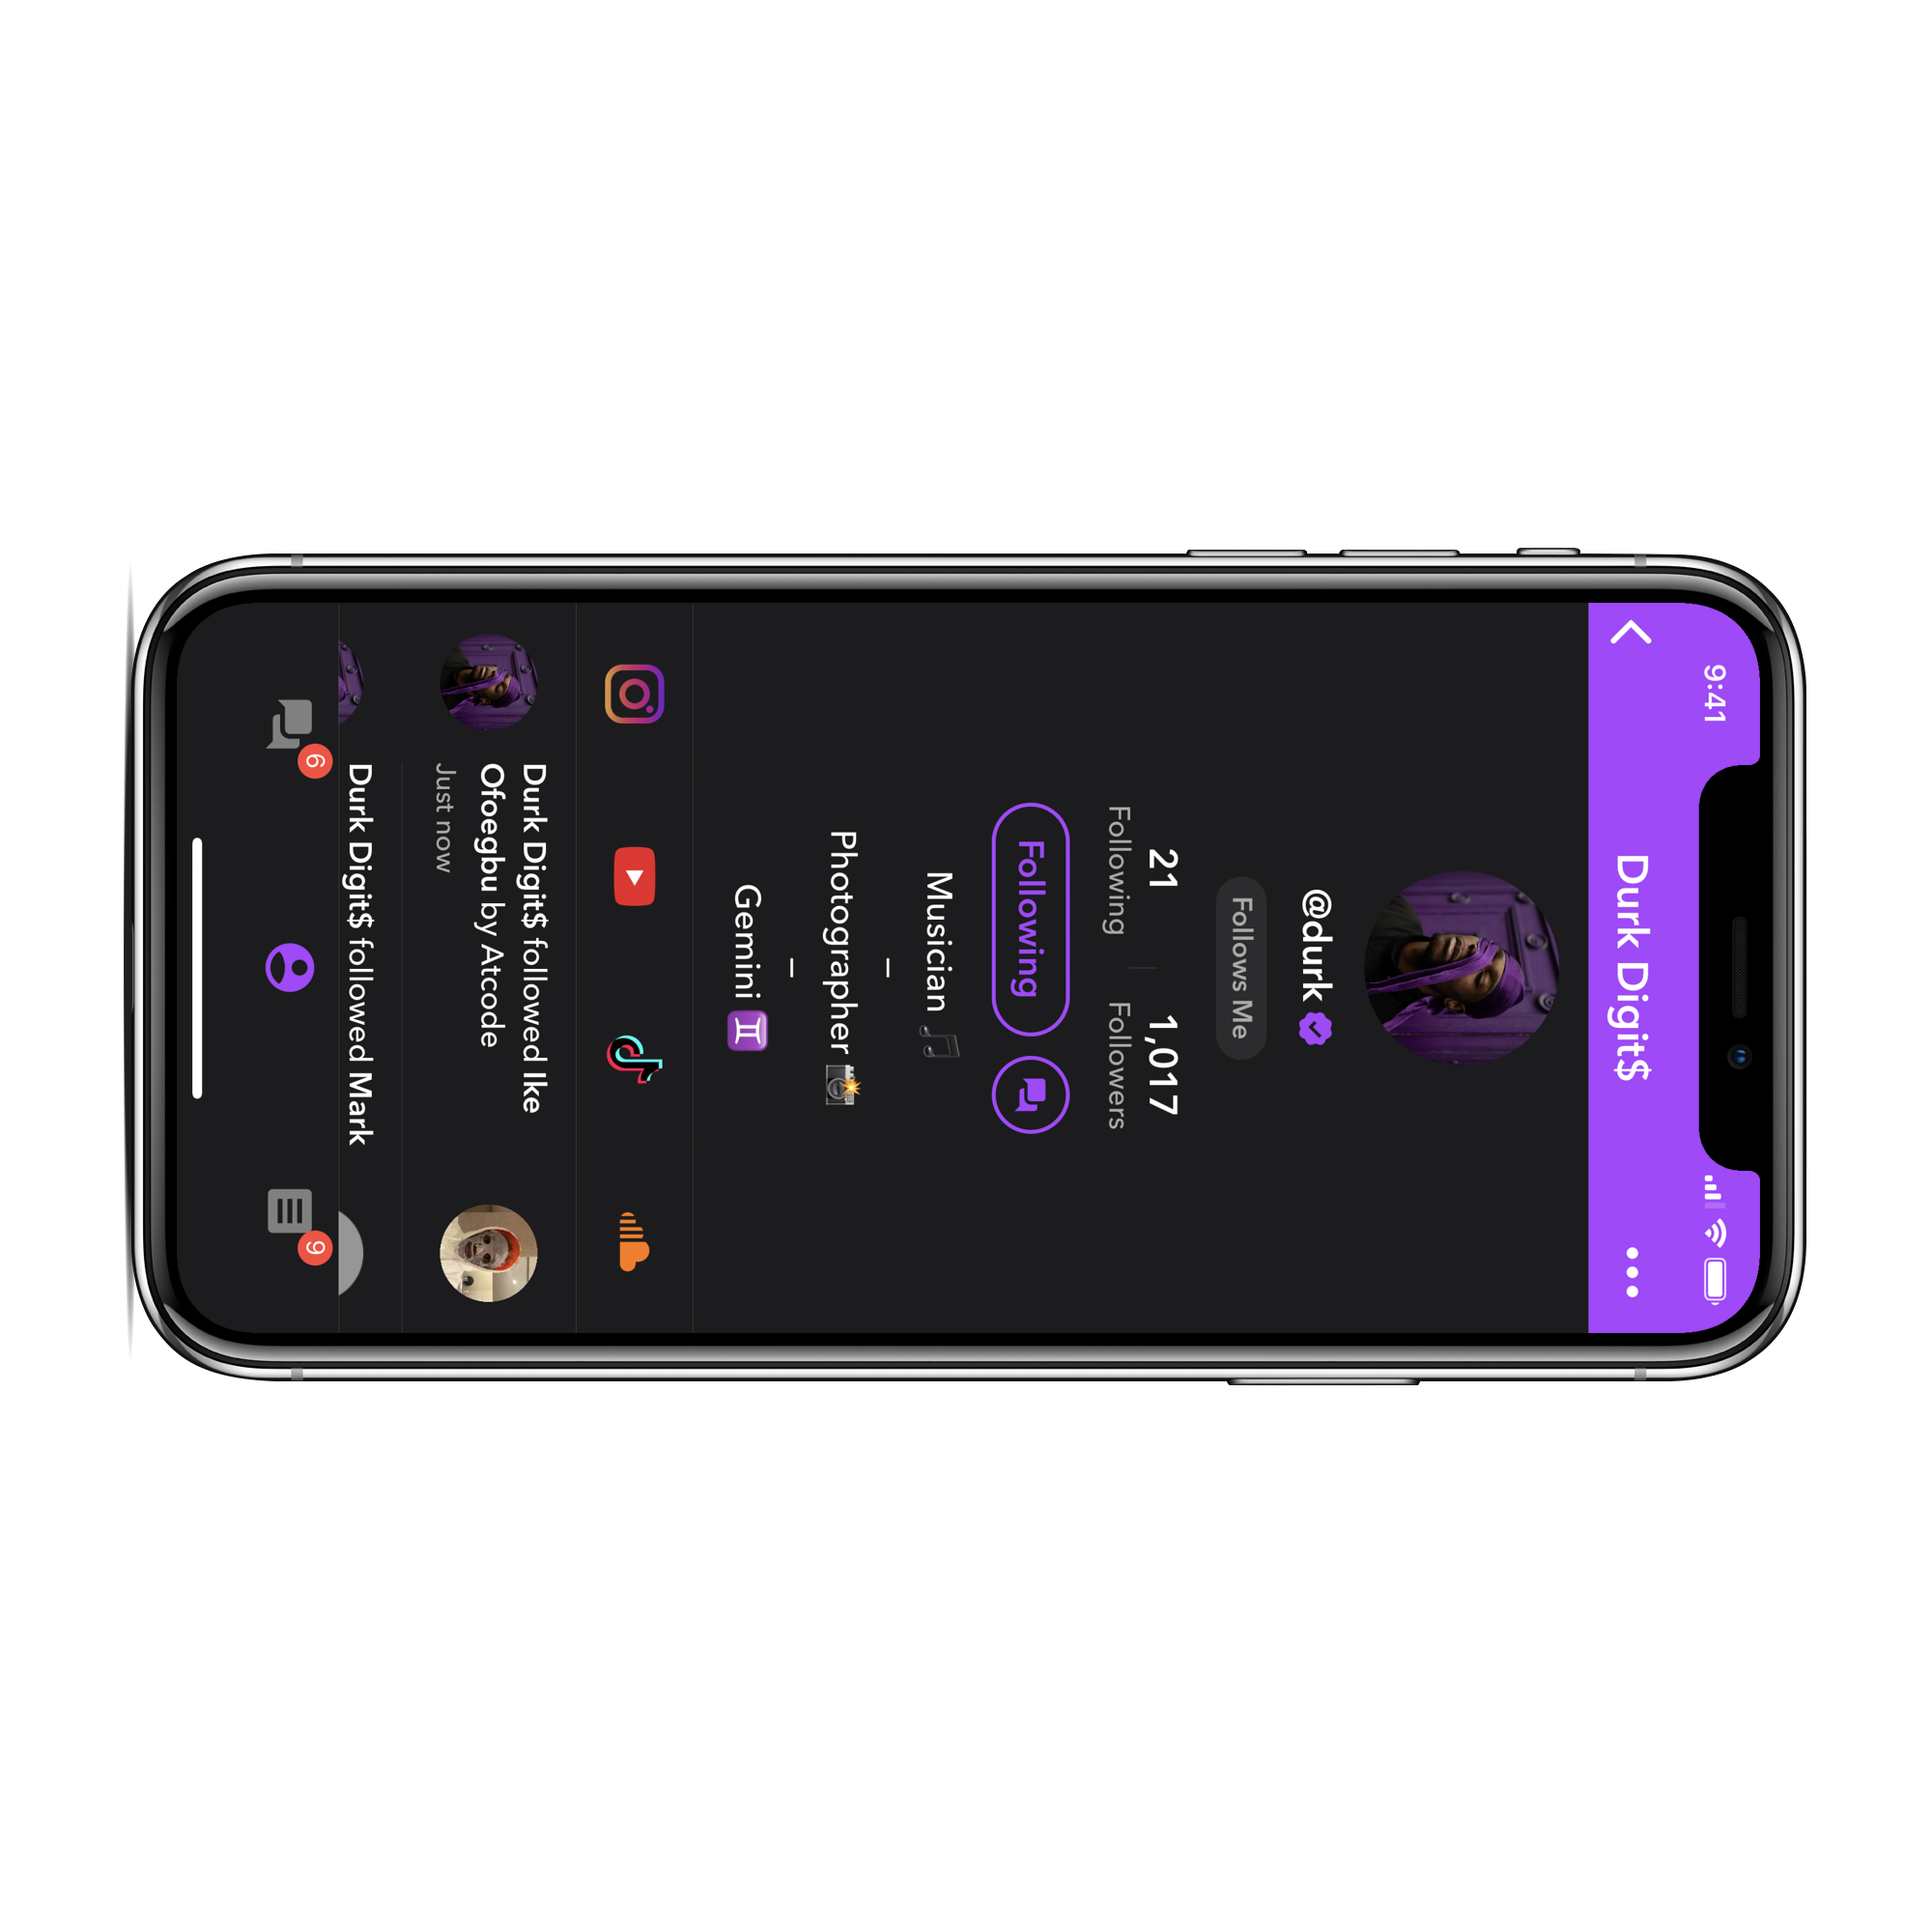 9:41
Durk Digit$
@durk
Follows Me
21
1,017
Following
Followers
Following
Musician 🎵
–
Photographer 📸
–
Gemini ♊
Durk Digit$ followed Ike
Ofoegbu by Atcode
Just now
Durk Digit$ followed Mark
6
9